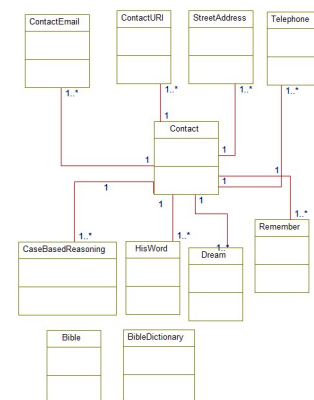 ContactEmail
ContactURI
StreetAddress
Telephone
1..*
1..*
1..*
1..*
1
Contact
1
1
1
1
1
1
1
1..*
1..*
1..*
1..*
CaseBasedReasoning
HisWord
Dream
Remember
Bible
BibleDictionary